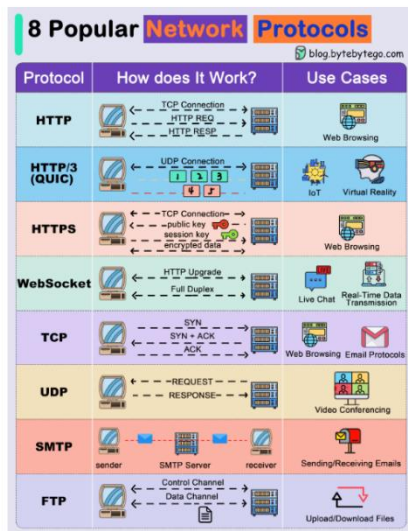 8 Popular Network Protocols
blog.bytebytego.com
Protocol How does It Work? Use Cases
HTTP
TCP Connection
HTTP REQ
HTTP RESP
Web Browsing
HTTP/3
(QUIC)
UDP Connection
1 2 3
4 5
IoT Virtual Reality
HTTPS
TCP Connection
public key
session key
encrypted data
Web Browsing
WebSocket
HTTP Upgrade
Full Duplex
Live Chat
Real-Time Data
Transmission
TCP
SYN
SYN + ACK
ACK
Web Browsing Email Protocols
UDP
REQUEST
RESPONSE
Video Conferencing
SMTP
sender SMTP Server receiver
Sending/Receiving Emails
FTP
Control Channel
Data Channel
Upload/Download Files